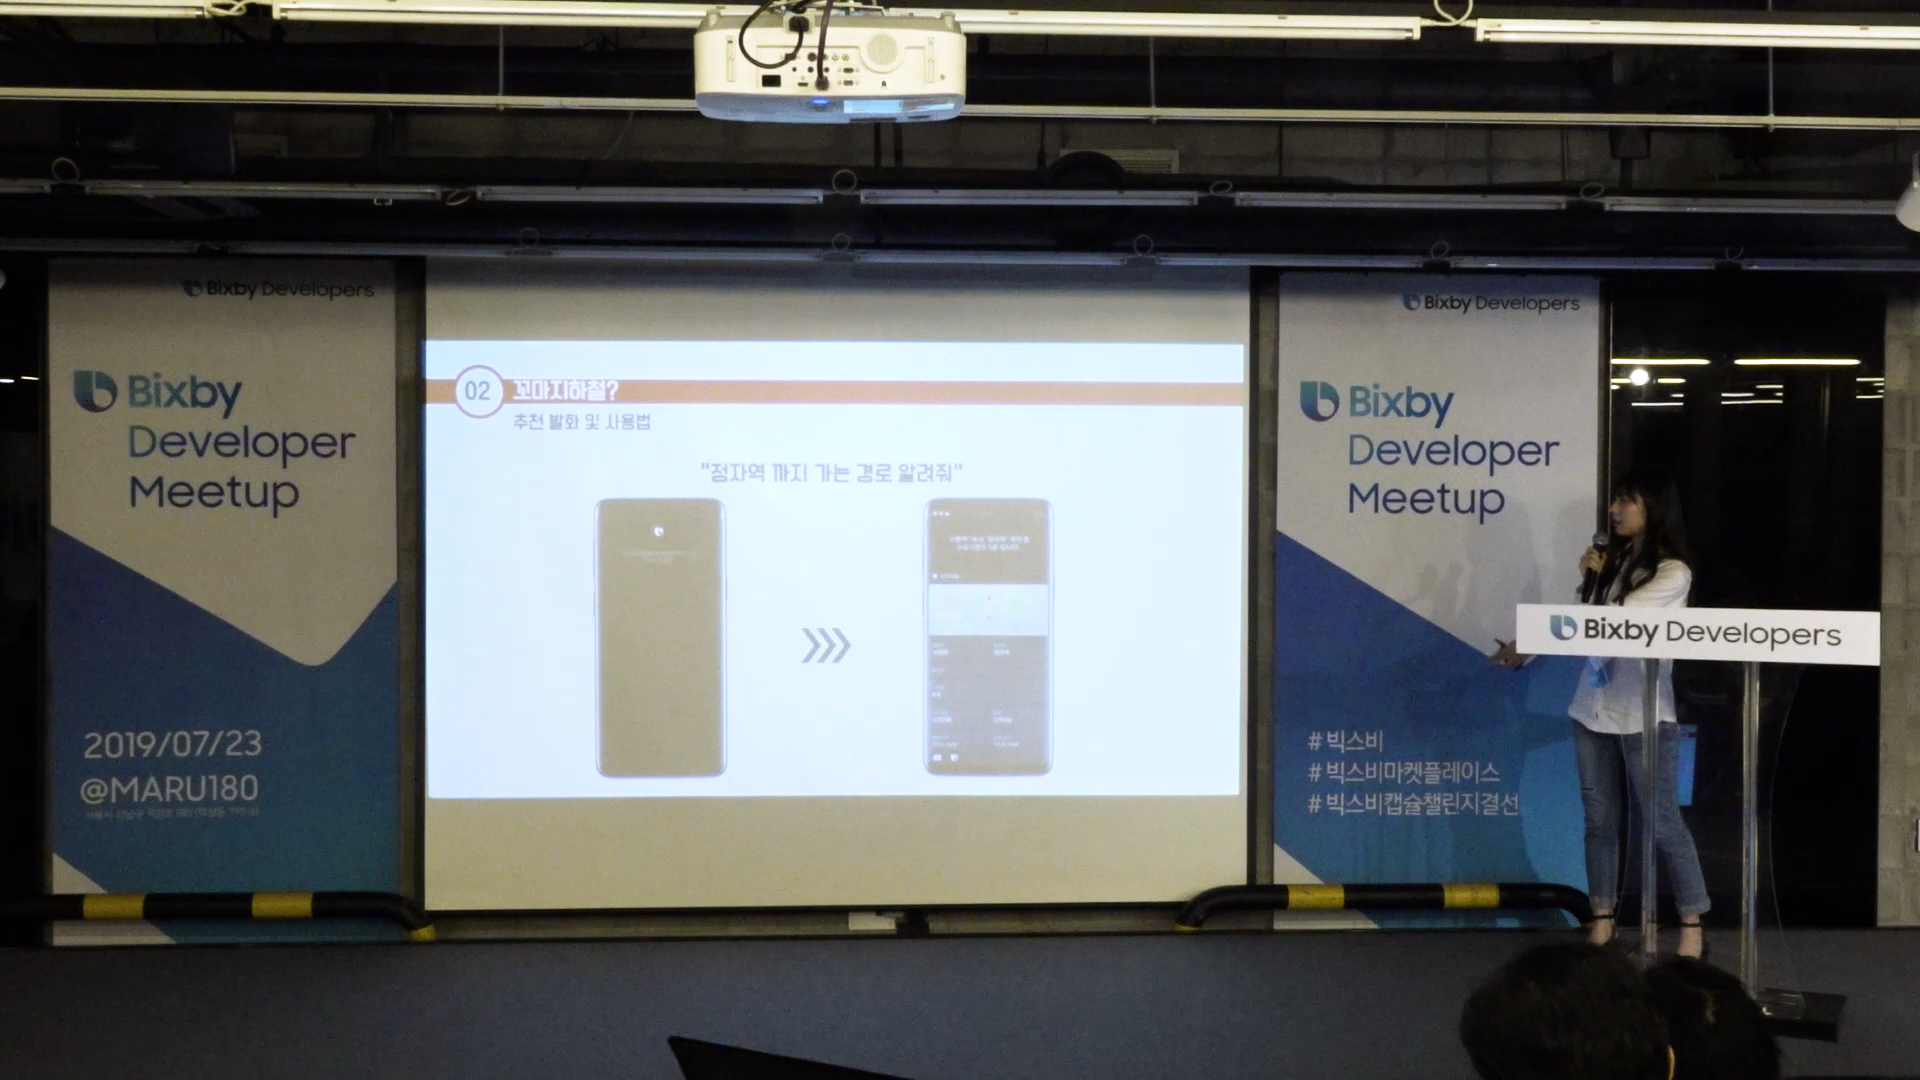 Bixby Developers
Bixby
Developer
Meetup
2019/07/23
@MARU180
02
꼬마지하철?
추천 발화 및 사용법
"정자역 까지 가는 경로 알려줘"
Bixby Developers
Bixby
Developer
Meetup
#빅스비
#빅스비마켓플레이스
#빅스비캡슐챌린지결선
Bixby Developers